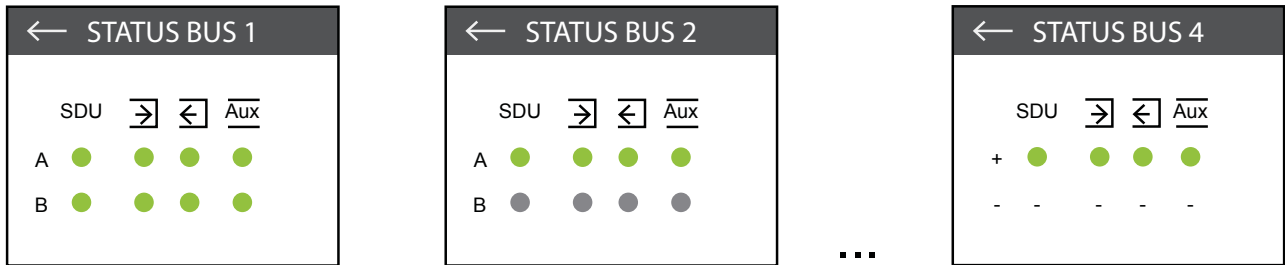 ← STATUS BUS 1
SDU Aux
A
B
← STATUS BUS 2
SDU Aux
A
B
...
← STATUS BUS 4
SDU Aux
+
- - - - -